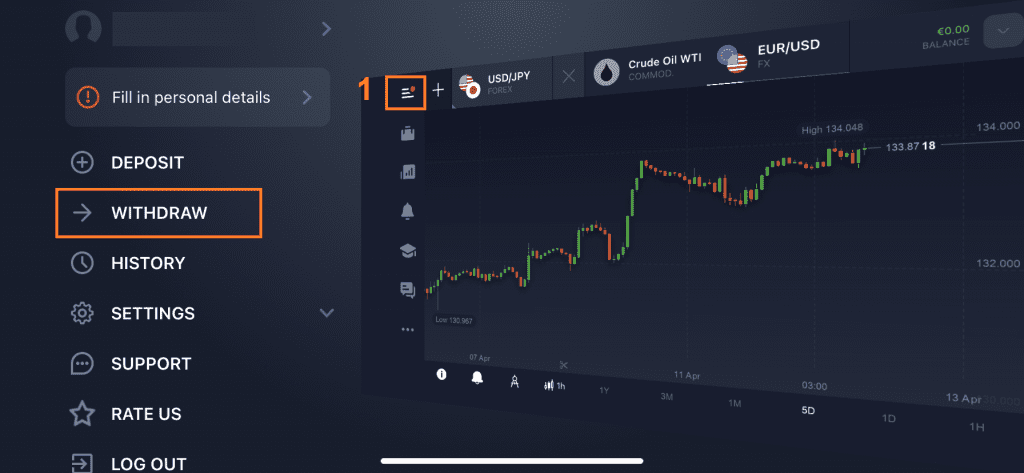 Fill in personal details
DEPOSIT
WITHDRAW
HISTORY
SETTINGS
SUPPORT
RATE US
LOG OUT
1
USD/JPY
FOREX
Crude Oil WTI
COMMOD.
EUR/USD
FX
€0.00
BALANCE
High 134.048
134.000
133.87 18
132.000
Low 130.967
07 Apr
11 Apr
03:00
13 Apr
130.000
1h
1Y
3M
1M
5D
1D
1H